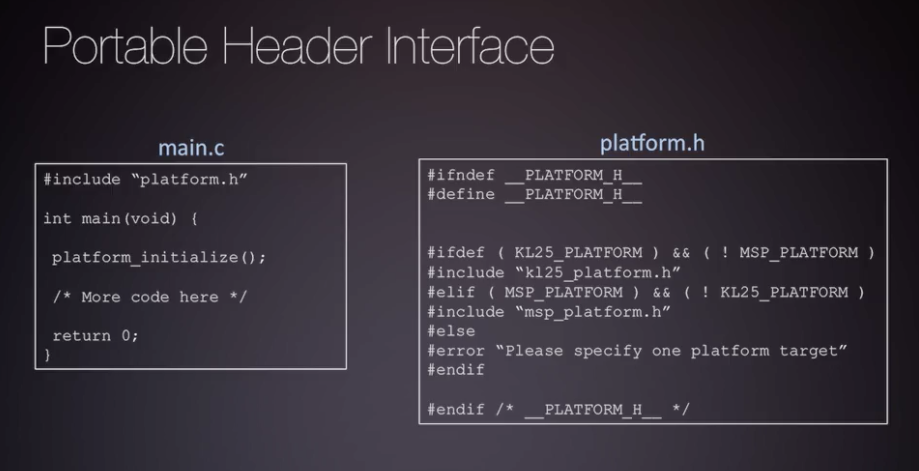 Portable Header Interface
main.c
#include “platform.h”
int main(void) {
platform_initialize();
/* More code here */
return 0;
}
platform.h
#ifndef __PLATFORM_H__
#define __PLATFORM_H__
#ifdef ( KL25_PLATFORM ) && ( ! MSP_PLATFORM )
#include “kl25_platform.h”
#elif ( MSP_PLATFORM ) && ( ! KL25_PLATFORM )
#include “msp_platform.h”
#else
#error “Please specify one platform target”
#endif
#endif /* __PLATFORM_H__ */